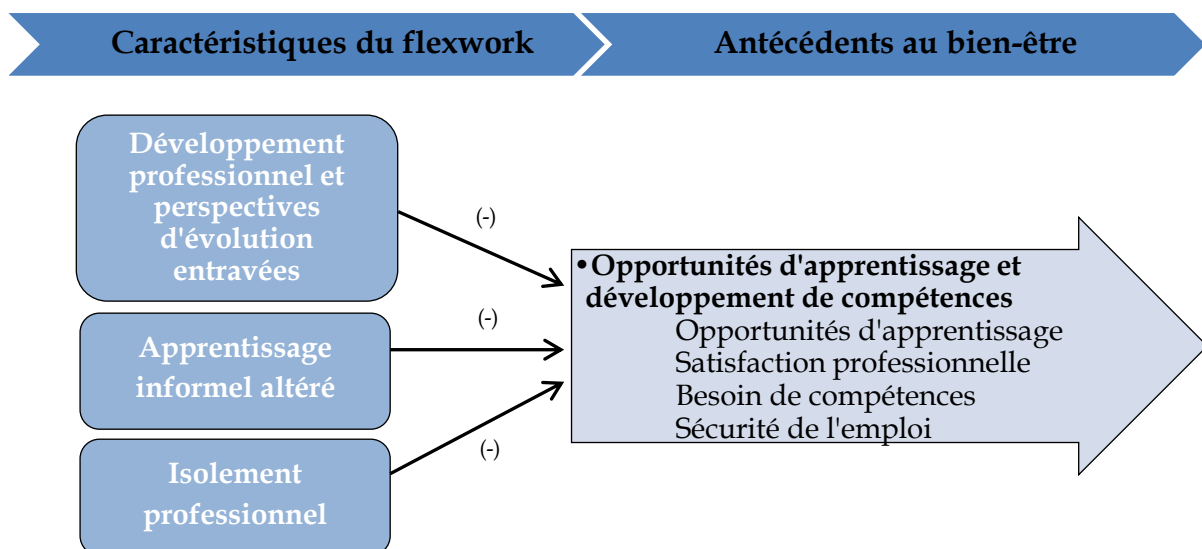 Caractéristiques du flexwork
Antécédents au bien-être
Développement
professionnel et
perspectives
d'évolution
entravées
(-)
•Opportunités d'apprentissage et
développement de compétences
Opportunités d'apprentissage
Satisfaction professionnelle
Besoin de compétences
Sécurité de l'emploi
Apprentissage
informel altéré
(-)
Isolement
professionnel
(-)